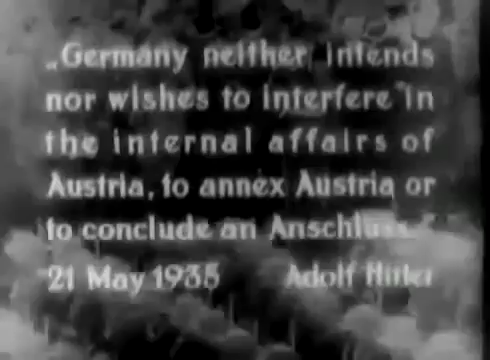 „Germany neither intends
nor wishes to interfere in
the internal affairs of
Austria, to annex Austria or
to conclude an Anschluss
21 May 1935 Adolf Hitler